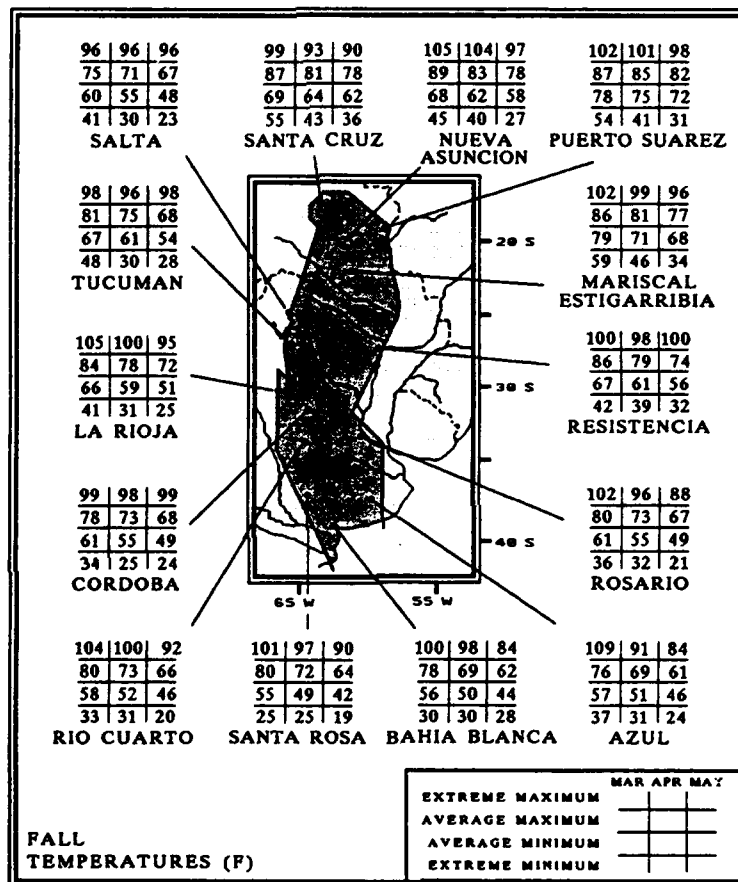 96 96 96
75 71 67
60 55 48
41 30 23
SALTA
99 93 90
87 81 78
69 64 62
55 43 36
SANTA CRUZ
105 104 97
89 83 78
68 62 58
45 40 27
NUEVA
ASUNCION
102 101 98
87 85 82
78 75 72
54 41 31
PUERTO SUAREZ
98 96 98
81 75 68
67 61 54
48 30 28
TUCUMAN
102 99 96
86 81 77
79 71 68
59 46 34
MARISCAL
ESTIGARRIBIA
105 100 95
84 78 72
66 59 51
41 31 25
LA RIOJA
100 98 100
86 79 74
67 61 56
42 39 32
RESISTENCIA
99 98 99
78 73 68
61 55 49
34 25 24
CORDOBA
102 96 88
80 73 67
61 55 49
36 32 21
ROSARIO
20 S
30 S
40 S
65 W
55 W
104 100 92
80 73 66
58 52 46
33 31 20
RIO CUARTO
101 97 90
80 72 64
55 49 42
25 25 19
SANTA ROSA
100 98 84
78 69 62
56 50 44
30 30 28
BAHIA BLANCA
109 91 84
76 69 61
57 51 46
37 31 24
AZUL
FALL
TEMPERATURES (F)
MAR APR MAY
EXTREME MAXIMUM
AVERAGE MAXIMUM
AVERAGE MINIMUM
EXTREME MINIMUM